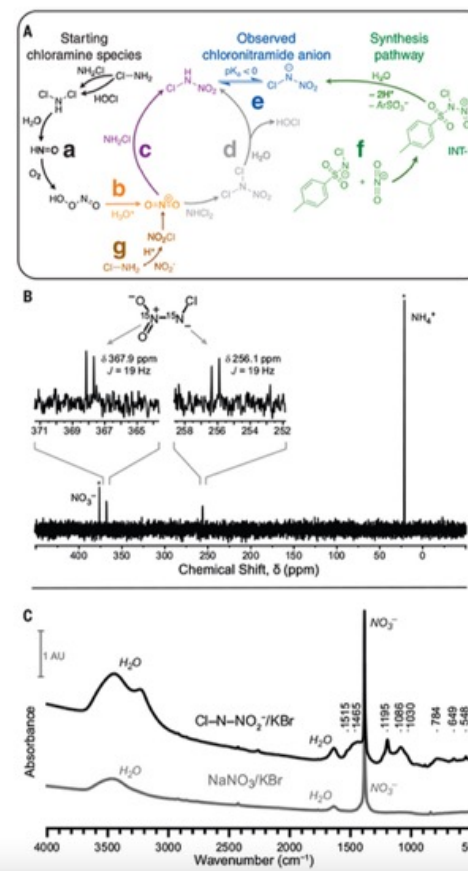 A
Starting
chloramine species
Observed
chloronitramide anion
Synthesis
pathway
NH₂Cl
Cl–NH₂
HOCl
Cl
Cl
N
H
H₂O
HN=O
a
O₂
HOO
N
O
b
H₃O⁺
NO₂Cl
H⁺
g
Cl–NH₂
NO₂⁻
NH₂Cl
c
H
Cl
N
NO₂
pKₐ < 0
e
Cl
N
NO₂
d
HOCl
H₂O
Cl
Cl
N
NO₂
NHCl₂
H₂O
– 2H⁺
– ArSO₃⁻
f
INT-
B
⁻O
¹⁵N
⁺
¹⁵N
⁻
Cl
O
δ 367.9 ppm
J = 19 Hz
δ 256.1 ppm
J = 19 Hz
NH₄⁺
371 369 367 365
258 256 254 252
NO₃⁻
400 350 300 250 200 150 100 50 0
Chemical Shift, δ (ppm)
C
1 AU
NO₃⁻
H₂O
Cl–N–NO₂⁻/KBr
H₂O
- 1515
- 1465
- 1195
- 1086
- 1030
- 784
- 649
- 548
H₂O
NaNO₃/KBr
H₂O
NO₃⁻
Absorbance
4000 3000 2000 1500 1000 500
Wavenumber (cm⁻¹)